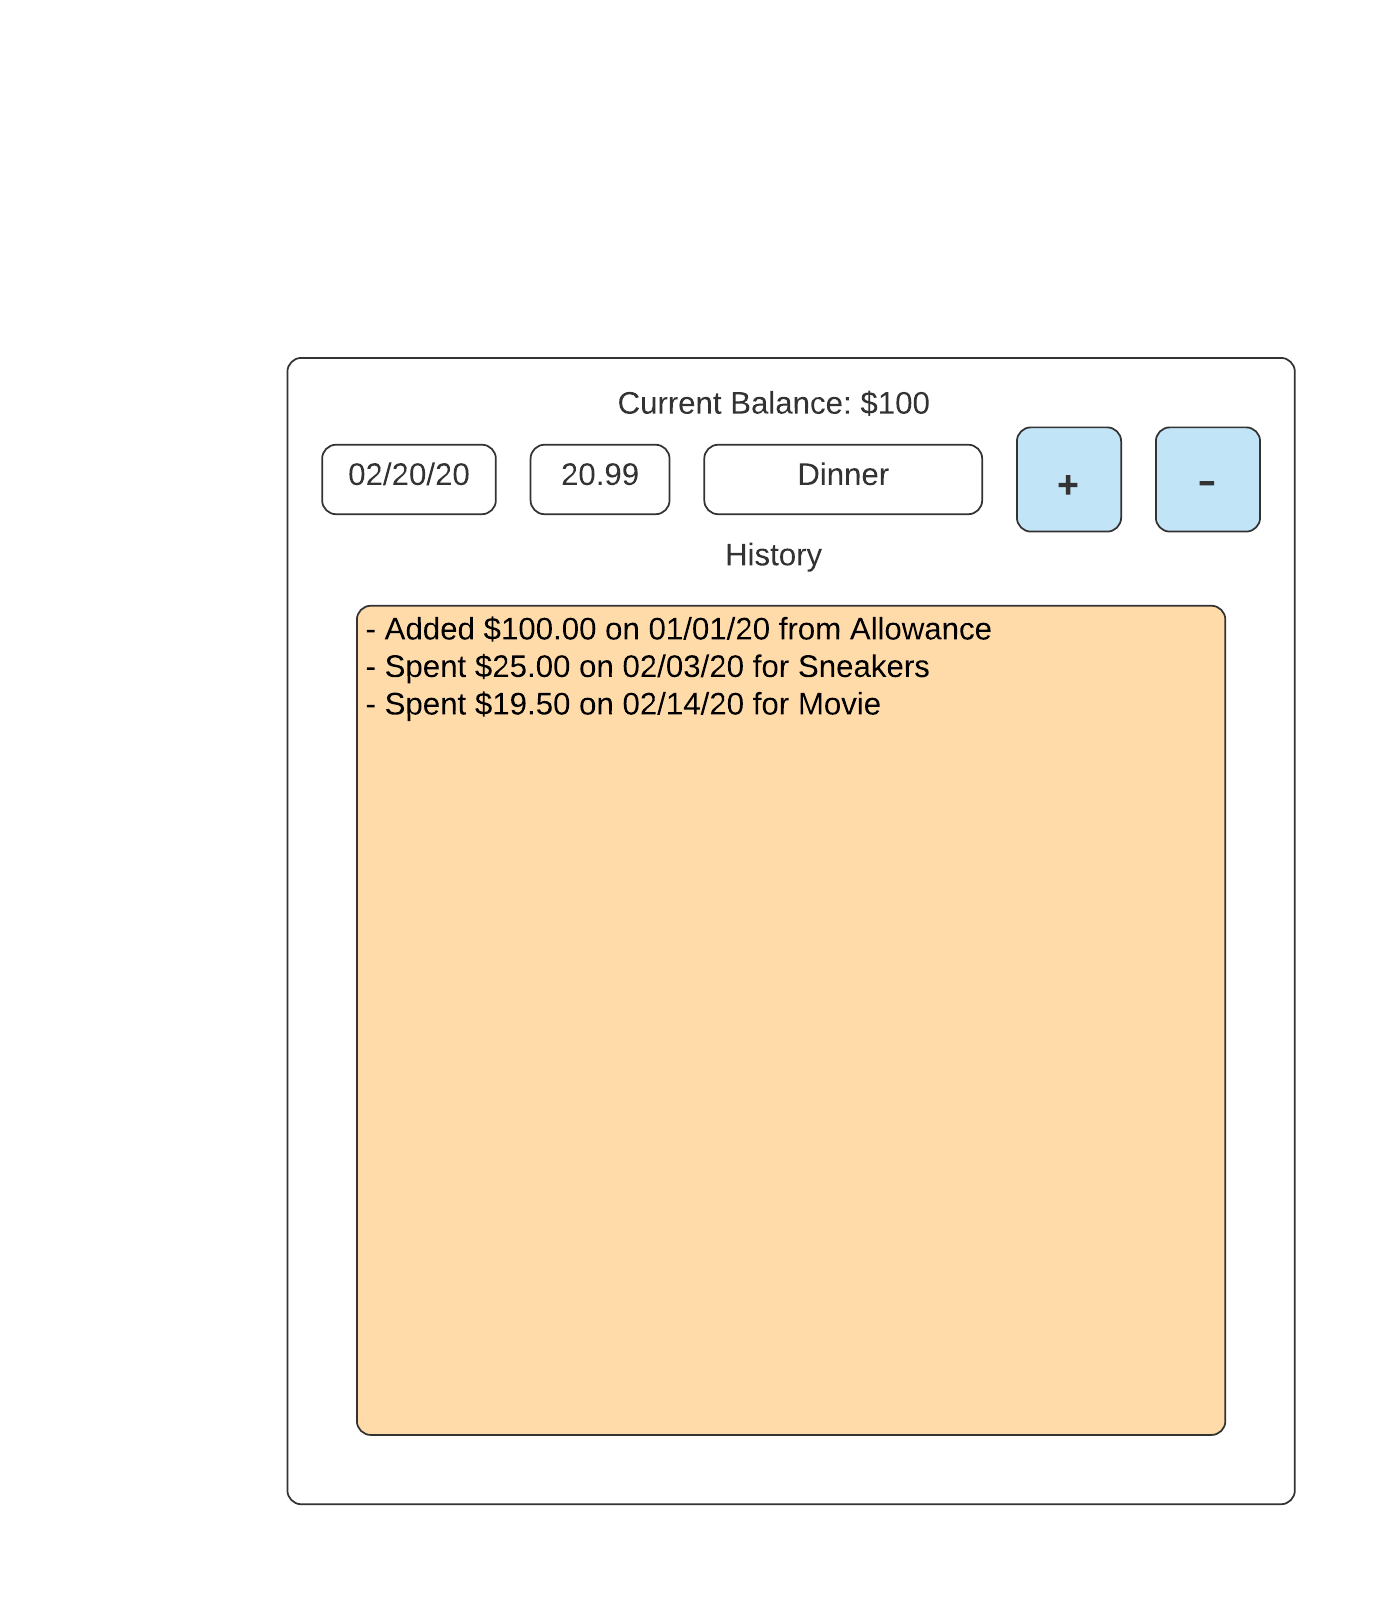 Current Balance: $100
02/20/20 20.99 Dinner + -
History
- Added $100.00 on 01/01/20 from Allowance
- Spent $25.00 on 02/03/20 for Sneakers
- Spent $19.50 on 02/14/20 for Movie